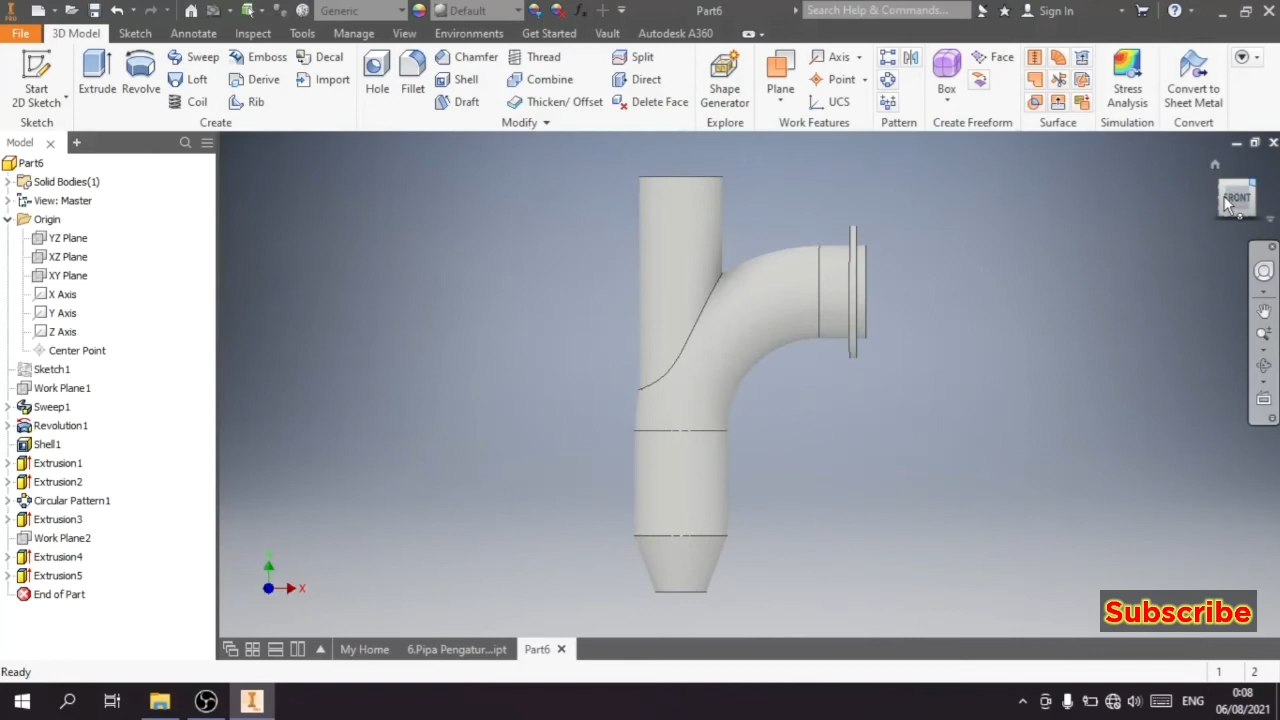 PRO
Generic
Default
Part6
Search Help & Commands...
Sign In
File
3D Model
Sketch
Annotate
Inspect
Tools
Manage
View
Environments
Get Started
Vault
Autodesk A360
Start
2D Sketch
Sketch
Extrude
Revolve
Sweep
Loft
Coil
Emboss
Derive
Rib
Decal
Import
Create
Hole
Fillet
Chamfer
Shell
Draft
Thread
Combine
Thicken/ Offset
Split
Direct
Delete Face
Modify
Shape
Generator
Explore
Plane
Axis
Point
UCS
Work Features
Pattern
Box
Face
Create Freeform
Surface
Stress
Analysis
Simulation
Convert to
Sheet Metal
Convert
Model
Part6
Solid Bodies(1)
View: Master
Origin
YZ Plane
XZ Plane
XY Plane
X Axis
Y Axis
Z Axis
Center Point
Sketch1
Work Plane1
Sweep1
Revolution1
Shell1
Extrusion1
Extrusion2
Circular Pattern1
Extrusion3
Work Plane2
Extrusion4
Extrusion5
End of Part
FRONT
X
Subscribe
My Home
6.Pipa Pengatur...ipt
Part6
Ready
1
2
ENG
0:08
06/08/2021